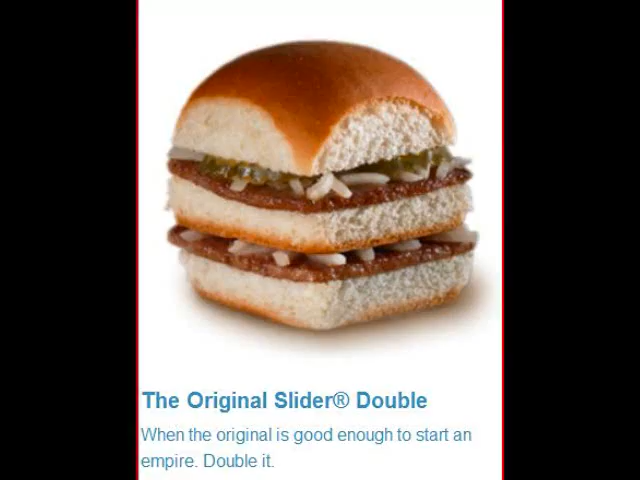 The Original Slider® Double
When the original is good enough to start an
empire. Double it.